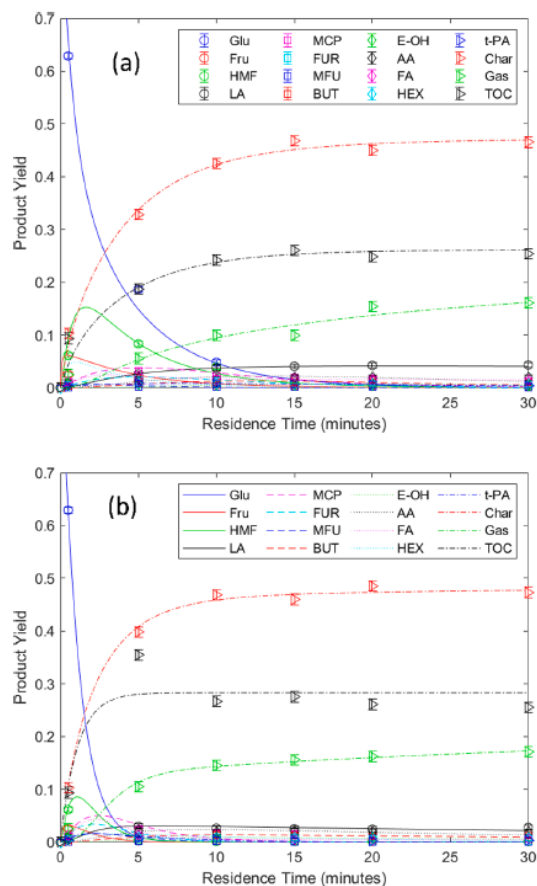 0.7
0.6
0.5
0.4
0.3
0.2
0.1
0
Product Yield
(a)
Glu MCP E-OH t-PA
Fru FUR AA Char
HMF MFU FA Gas
LA BUT HEX TOC
0 5 10 15 20 25 30
Residence Time (minutes)
0.7
0.6
0.5
0.4
0.3
0.2
0.1
0
Product Yield
(b)
Glu MCP E-OH t-PA
Fru FUR AA Char
HMF MFU FA Gas
LA BUT HEX TOC
0 5 10 15 20 25 30
Residence Time (minutes)